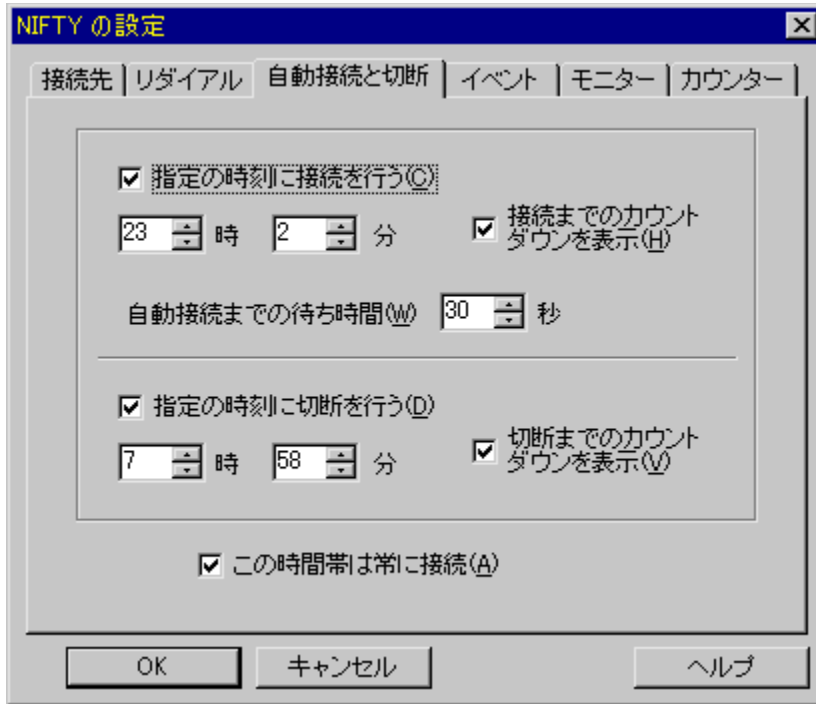 NIFTY の設定
接続先 リダイアル 自動接続と切断 イベント モニター カウンター
指定の時刻に接続を行う(C)
23 時 2 分
接続までのカウント
ダウンを表示(H)
自動接続までの待ち時間(W) 30 秒
指定の時刻に切断を行う(D)
7 時 58 分
切断までのカウント
ダウンを表示(V)
この時間帯は常に接続(A)
OK キャンセル ヘルプ